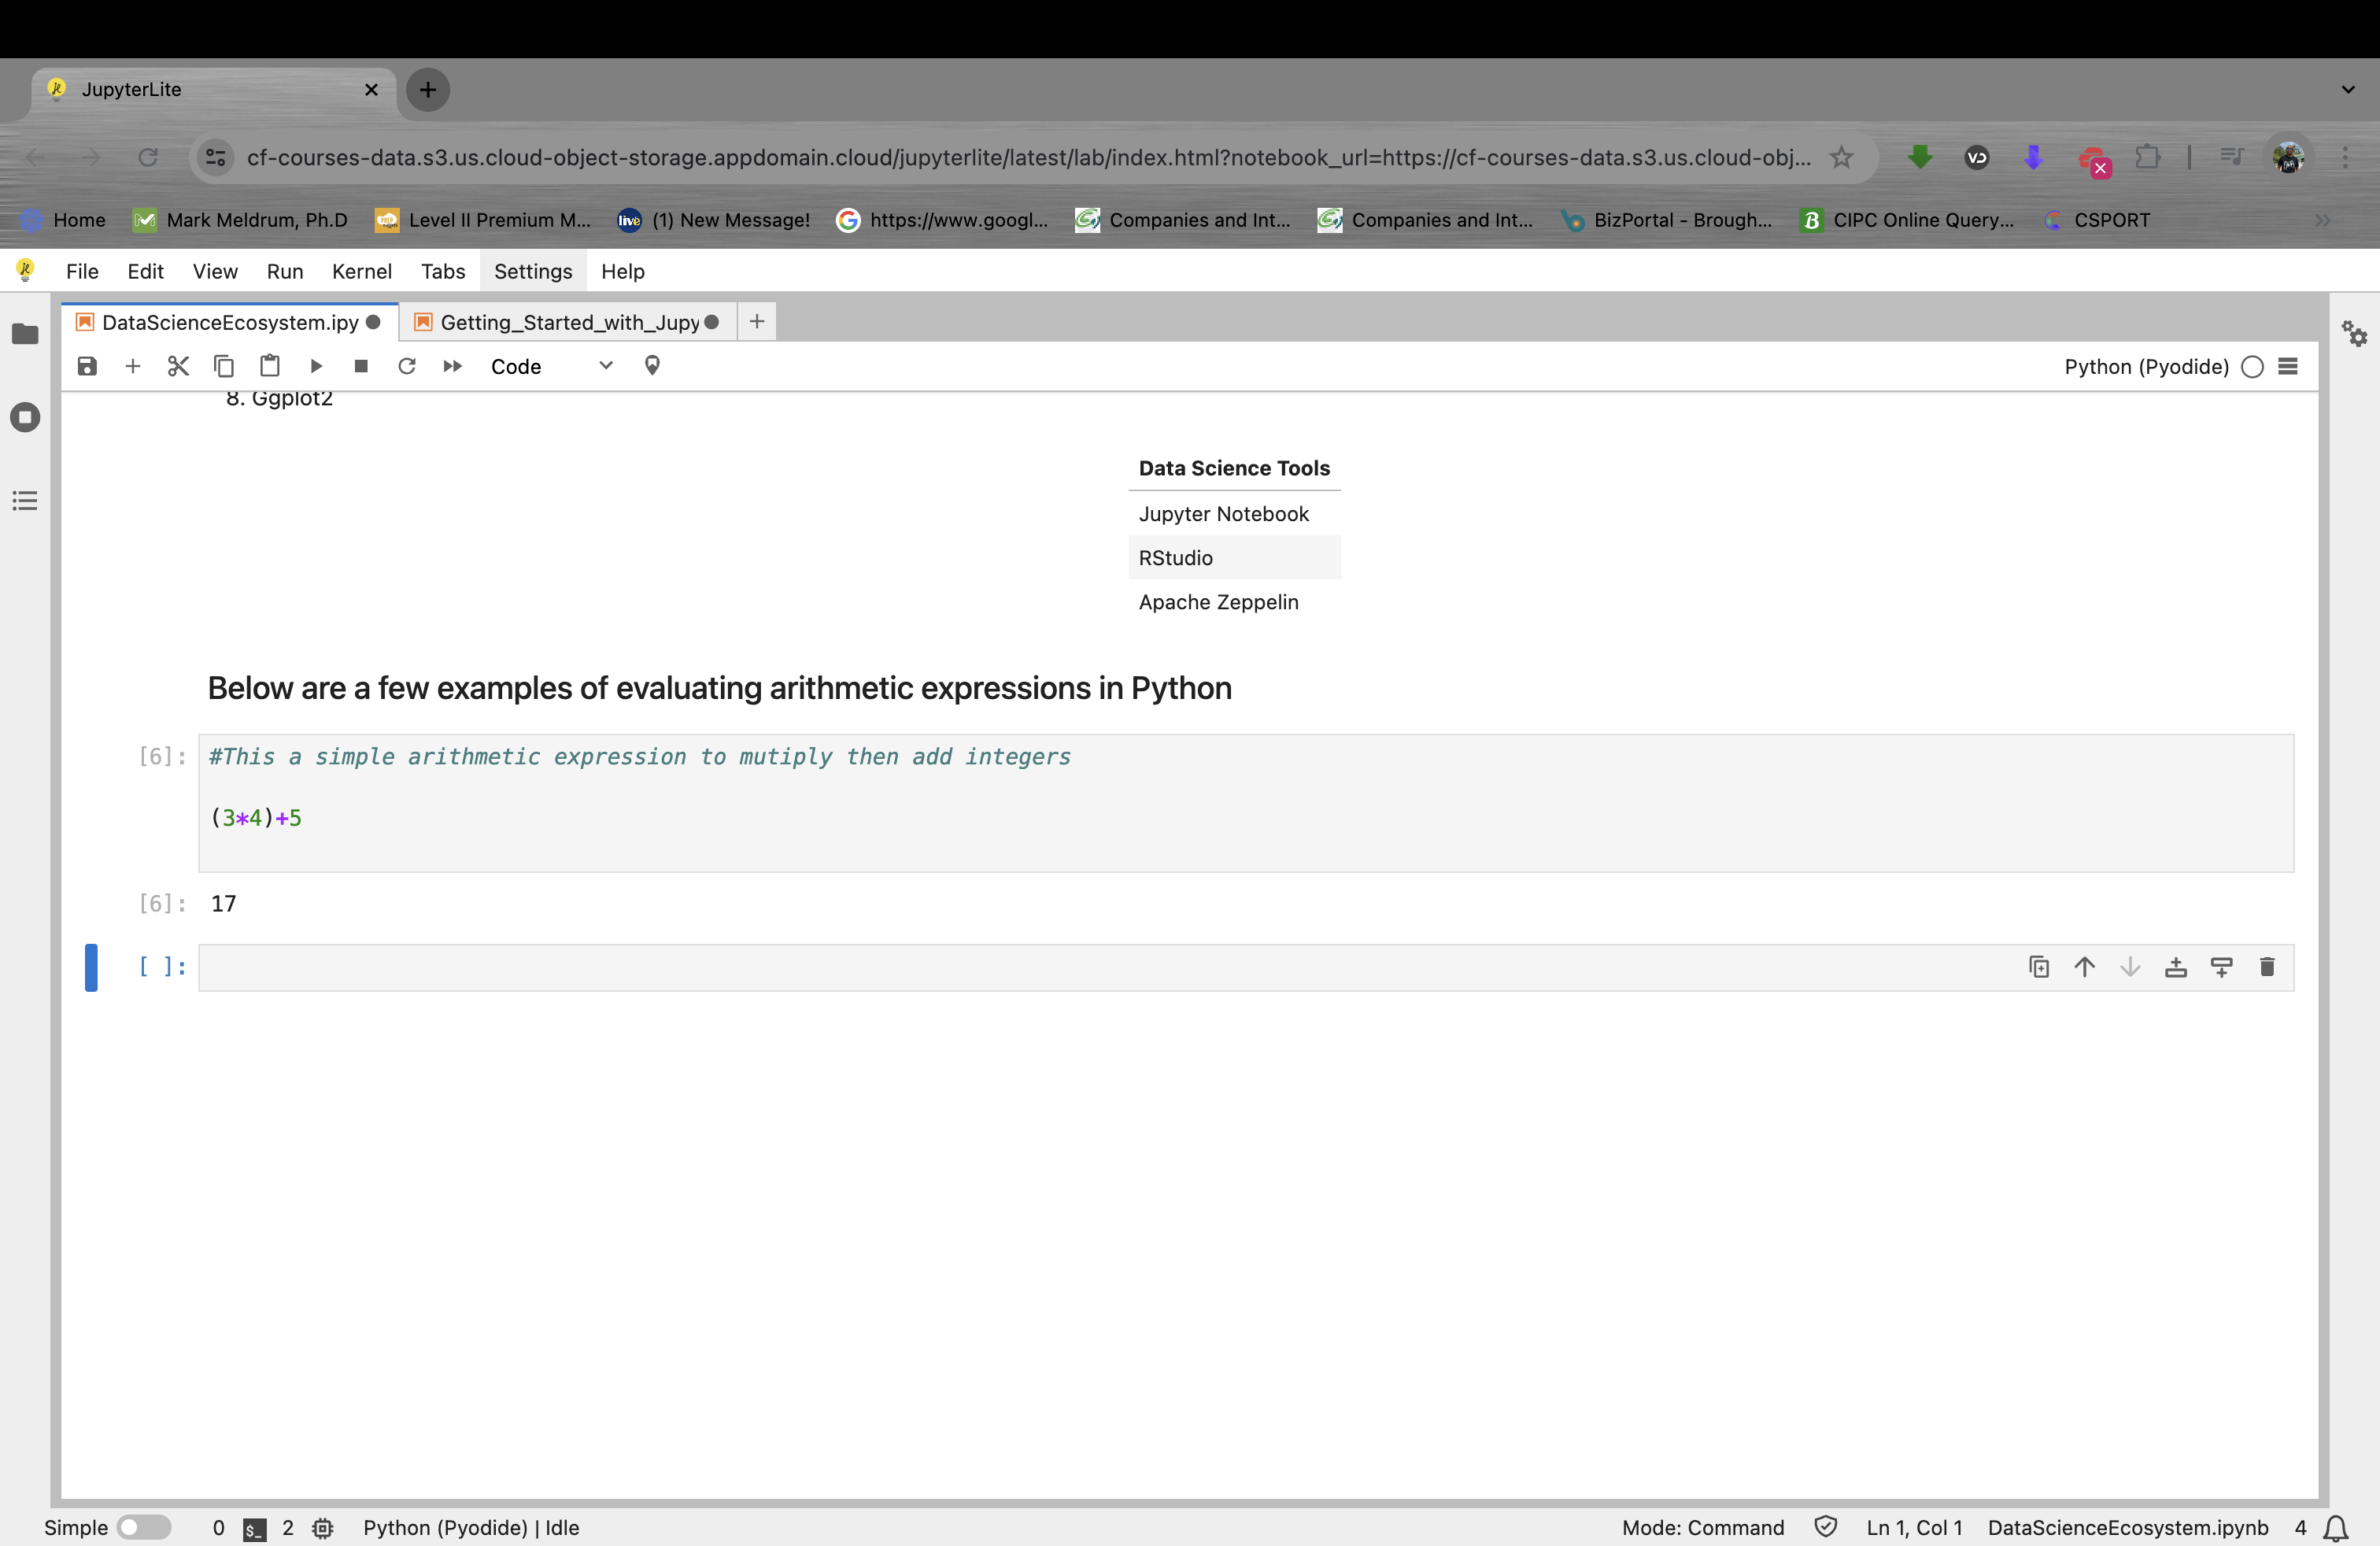 JupyterLite
cf-courses-data.s3.us.cloud-object-storage.appdomain.cloud/jupyterlite/latest/lab/index.html?notebook_url=https://cf-courses-data.s3.us.cloud-obj...
Home Mark Meldrum, Ph.D Level II Premium M... live (1) New Message! https://www.googl... Companies and Int... Companies and Int... BizPortal - Brough... CIPC Online Query... CSPORT
File Edit View Run Kernel Tabs Settings Help
DataScienceEcosystem.ipy Getting_Started_with_Jupy
Code Python (Pyodide)
8. Ggplot2
Data Science Tools
Jupyter Notebook
RStudio
Apache Zeppelin
Below are a few examples of evaluating arithmetic expressions in Python
[6]: #This a simple arithmetic expression to mutiply then add integers
(3*4)+5
[6]: 17
[ ]:
Simple 0 $_ 2 Python (Pyodide) | Idle Mode: Command Ln 1, Col 1 DataScienceEcosystem.ipynb 4